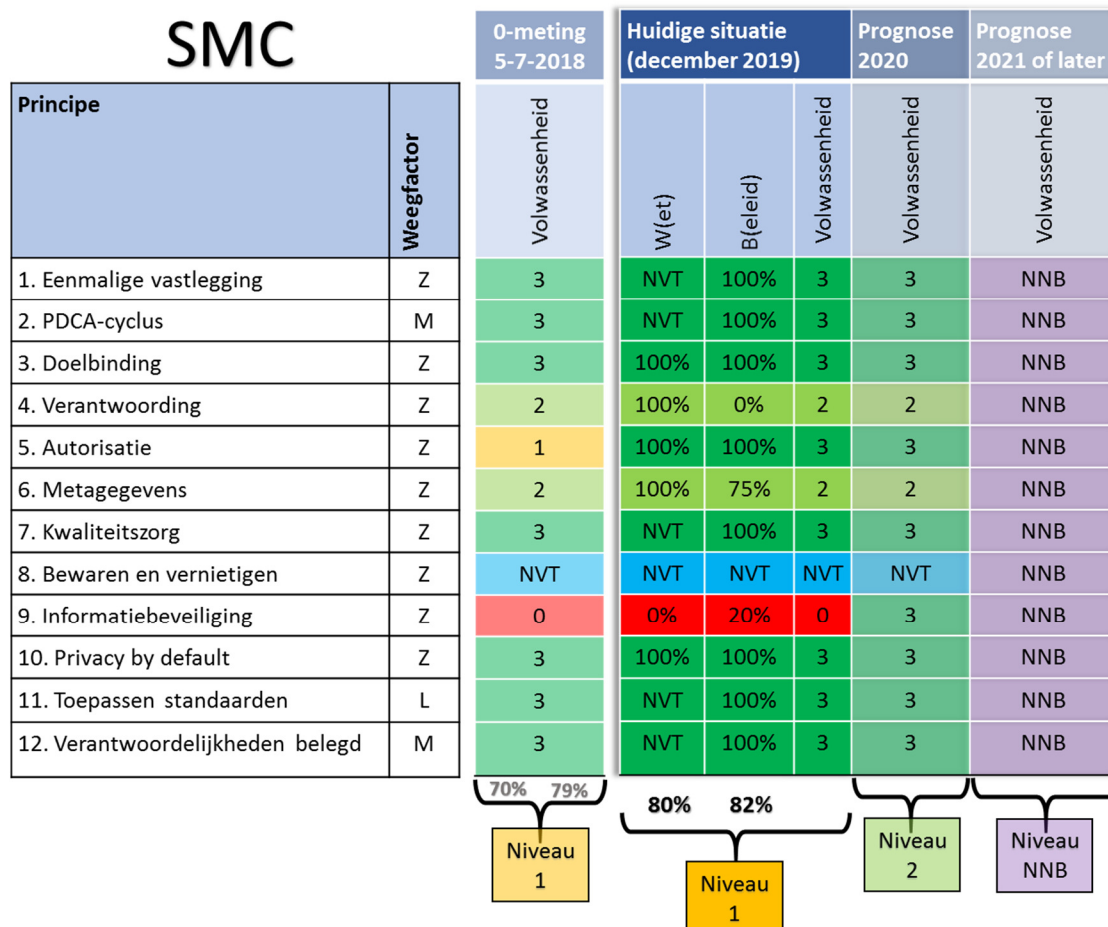 SMC
0-meting
5-7-2018
Huidige situatie
(december 2019)
Prognose
2020
Prognose
2021 of later
Principe
Weegfactor
Volwassenheid
W(et)
B(eleid)
Volwassenheid
Volwassenheid
Volwassenheid
1. Eenmalige vastlegging Z 3 NVT 100% 3 3 NNB
2. PDCA-cyclus M 3 NVT 100% 3 3 NNB
3. Doelbinding Z 3 100% 100% 3 3 NNB
4. Verantwoording Z 2 100% 0% 2 2 NNB
5. Autorisatie Z 1 100% 100% 3 3 NNB
6. Metagegevens Z 2 100% 75% 2 2 NNB
7. Kwaliteitszorg Z 3 NVT 100% 3 3 NNB
8. Bewaren en vernietigen Z NVT NVT NVT NVT NVT NNB
9. Informatiebeveiliging Z 0 0% 20% 0 3 NNB
10. Privacy by default Z 3 100% 100% 3 3 NNB
11. Toepassen standaarden L 3 NVT 100% 3 3 NNB
12. Verantwoordelijkheden belegd M 3 NVT 100% 3 3 NNB
70% 79% 80% 82%
Niveau
1
Niveau
1
Niveau
2
Niveau
NNB